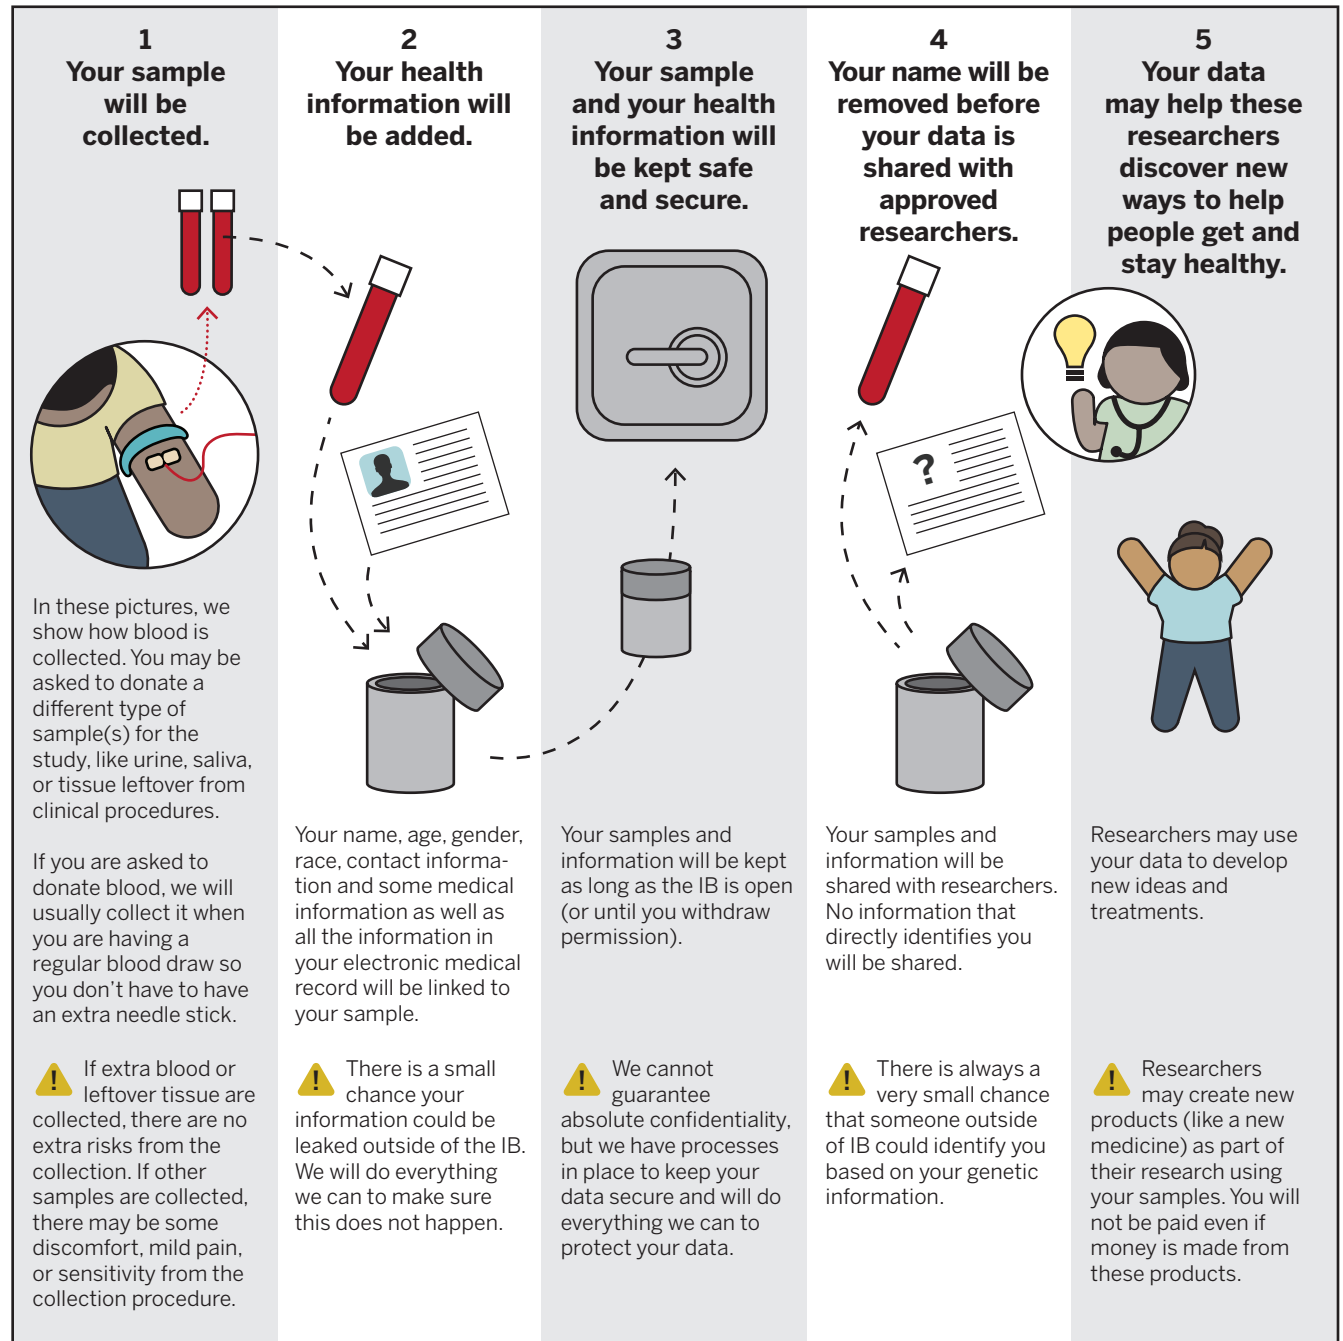 1
Your sample
will be
collected.
In these pictures, we
show how blood is
collected. You may be
asked to donate a
different type of
sample(s) for the
study, like urine, saliva,
or tissue leftover from
clinical procedures.
If you are asked to
donate blood, we will
usually collect it when
you are having a
regular blood draw so
you don't have to have
an extra needle stick.
! If extra blood or
leftover tissue are
collected, there are no
extra risks from the
collection. If other
samples are collected,
there may be some
discomfort, mild pain,
or sensitivity from the
collection procedure.
2
Your health
information will
be added.
Your name, age, gender,
race, contact informa-
tion and some medical
information as well as
all the information in
your electronic medical
record will be linked to
your sample.
! There is a small
chance your
information could be
leaked outside of the IB.
We will do everything
we can to make sure
this does not happen.
3
Your sample
and your health
information will
be kept safe
and secure.
Your samples and
information will be kept
as long as the IB is open
(or until you withdraw
permission).
! We cannot
guarantee
absolute confidentiality,
but we have processes
in place to keep your
data secure and will do
everything we can to
protect your data.
4
Your name will be
removed before
your data is
shared with
approved
researchers.
?
Your samples and
information will be
shared with researchers.
No information that
directly identifies you
will be shared.
! There is always a
very small chance
that someone outside
of IB could identify you
based on your genetic
information.
5
Your data
may help these
researchers
discover new
ways to help
people get and
stay healthy.
Researchers may use
your data to develop
new ideas and
treatments.
! Researchers
may create new
products (like a new
medicine) as part of
their research using
your samples. You will
not be paid even if
money is made from
these products.